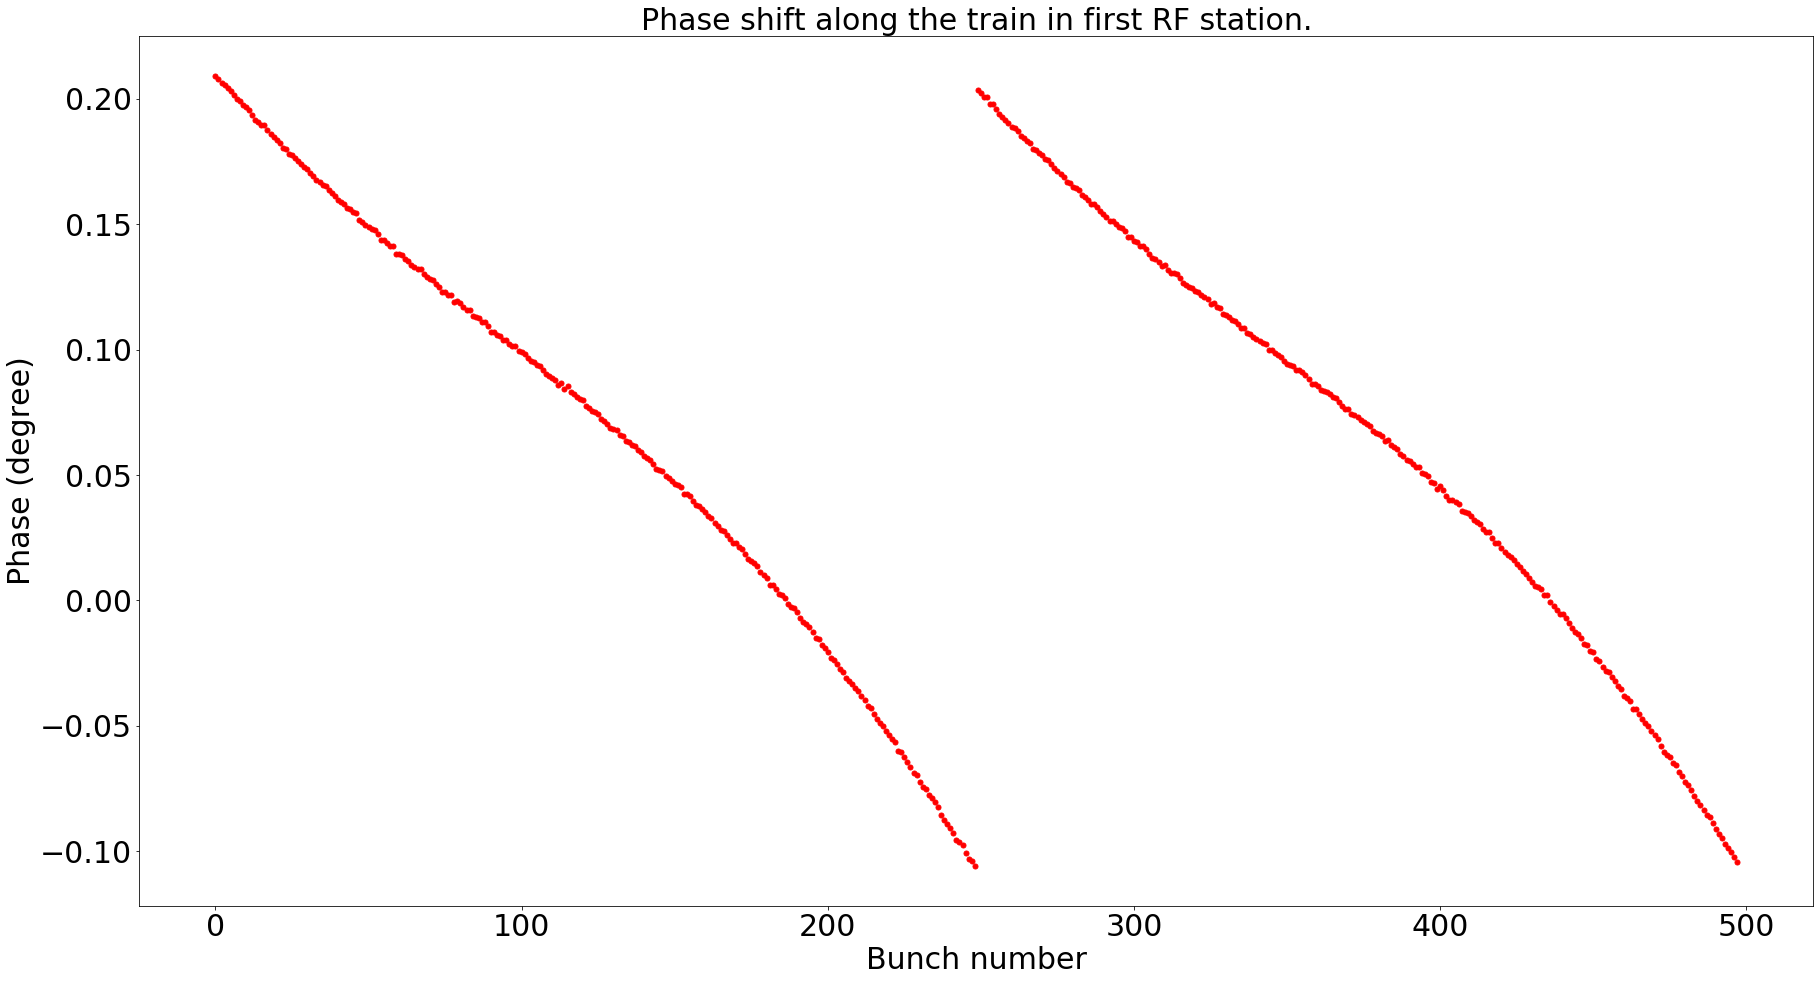 Phase shift along the train in first RF station.
0.20
0.15
0.10
0.05
0.00
−0.05
−0.10
Phase (degree)
0 100 200 300 400 500
Bunch number